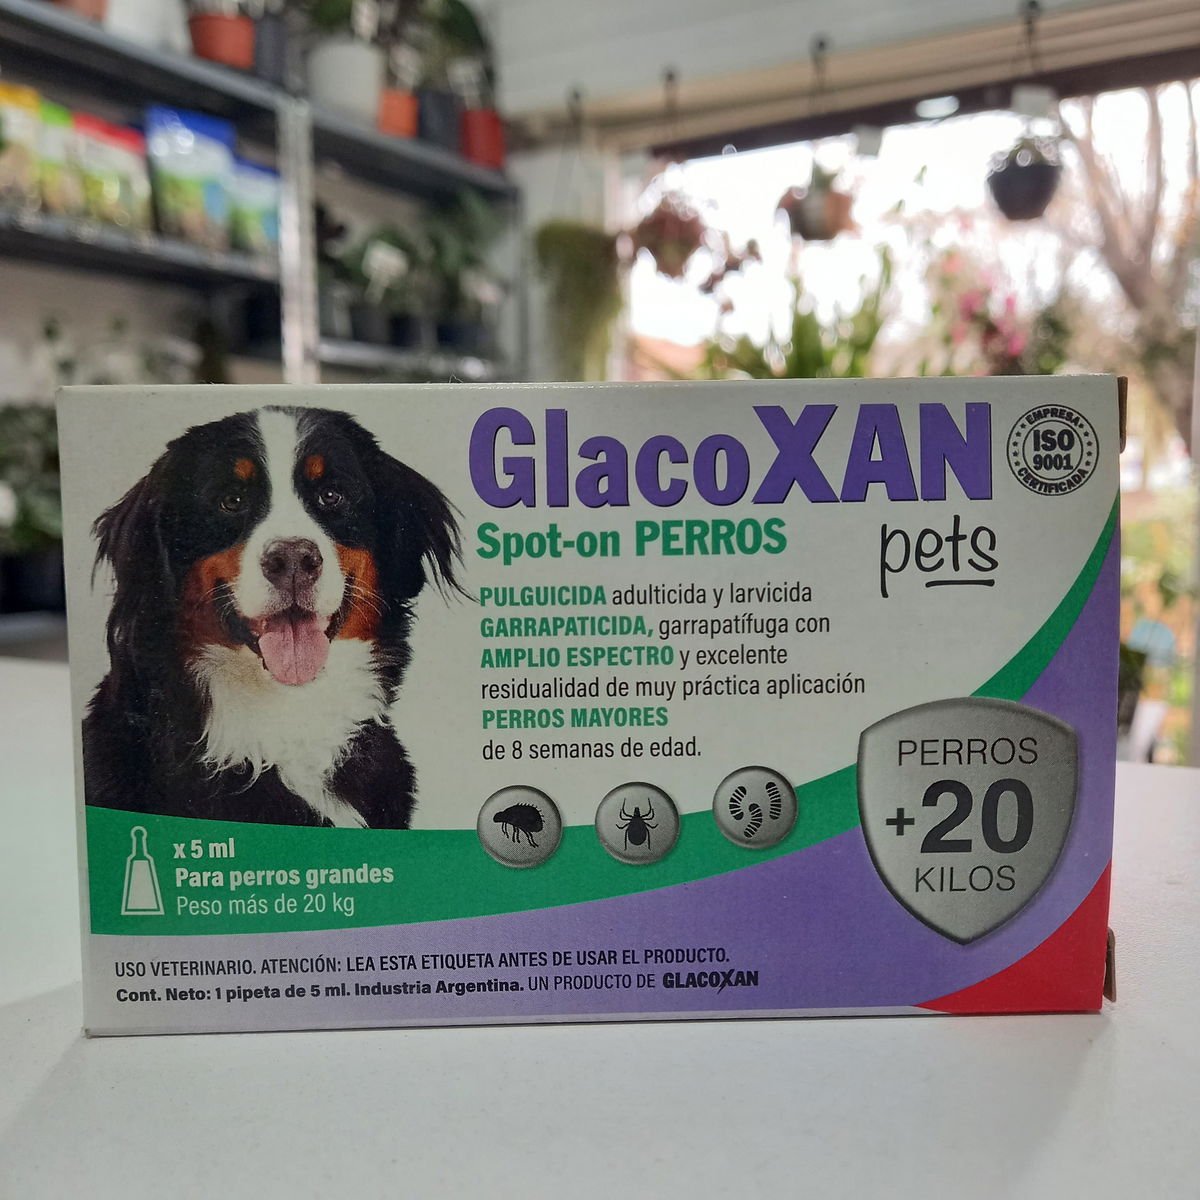 GlacoXAN
EMPRESA
ISO
9001
CERTIFICADA
Spot-on PERROS
pets
PULGUICIDA adulticida y larvicida
GARRAPATICIDA, garrapatífuga con
AMPLIO ESPECTRO y excelente
residualidad de muy práctica aplicación
PERROS MAYORES
de 8 semanas de edad.
PERROS
+20
KILOS
x 5 ml
Para perros grandes
Peso más de 20 kg
USO VETERINARIO. ATENCIÓN: LEA ESTA ETIQUETA ANTES DE USAR EL PRODUCTO.
Cont. Neto: 1 pipeta de 5 ml. Industria Argentina. UN PRODUCTO DE GLACOXAN